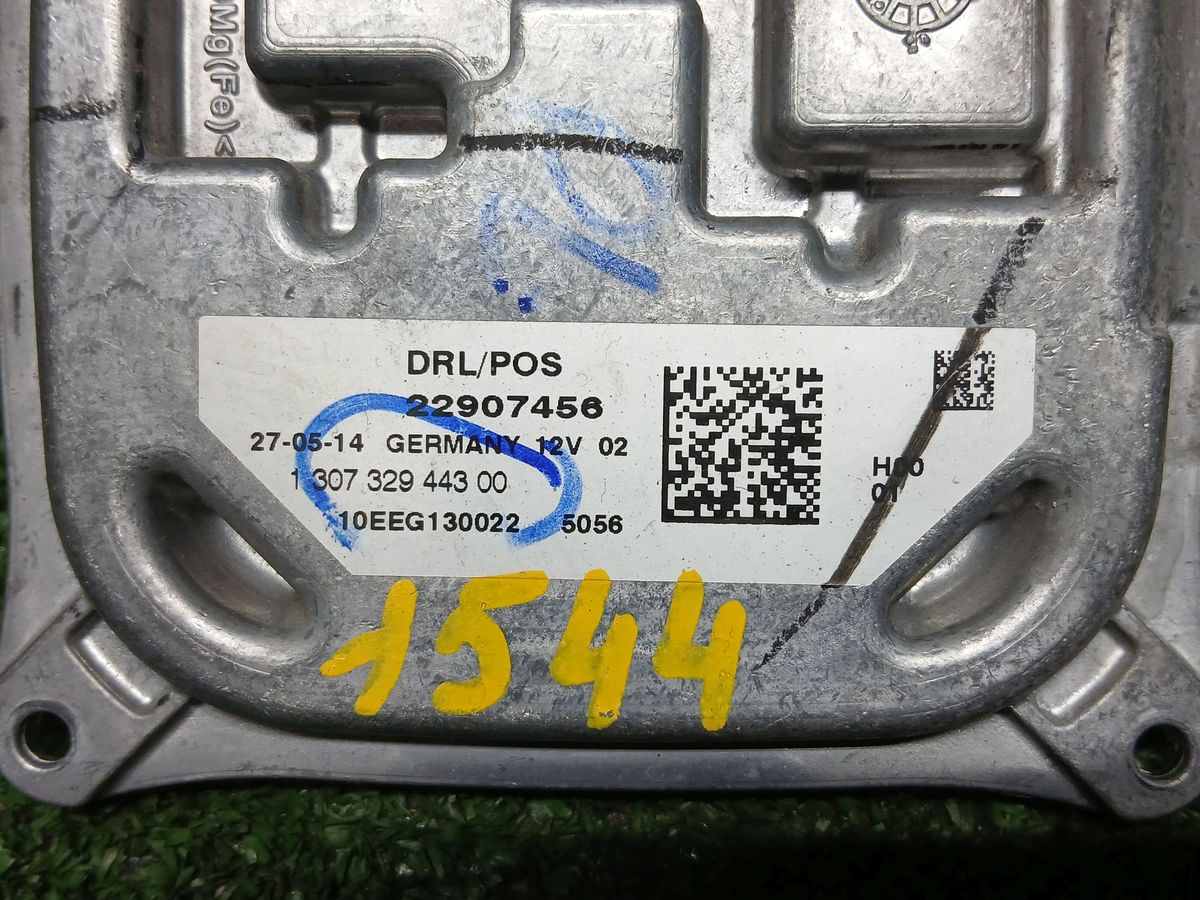 Mg(Fe)<
DRL/POS
22907456
27-05-14 GERMANY 12V 02
1 307 329 443 00
10EEG130022 5056
H00
01
1544